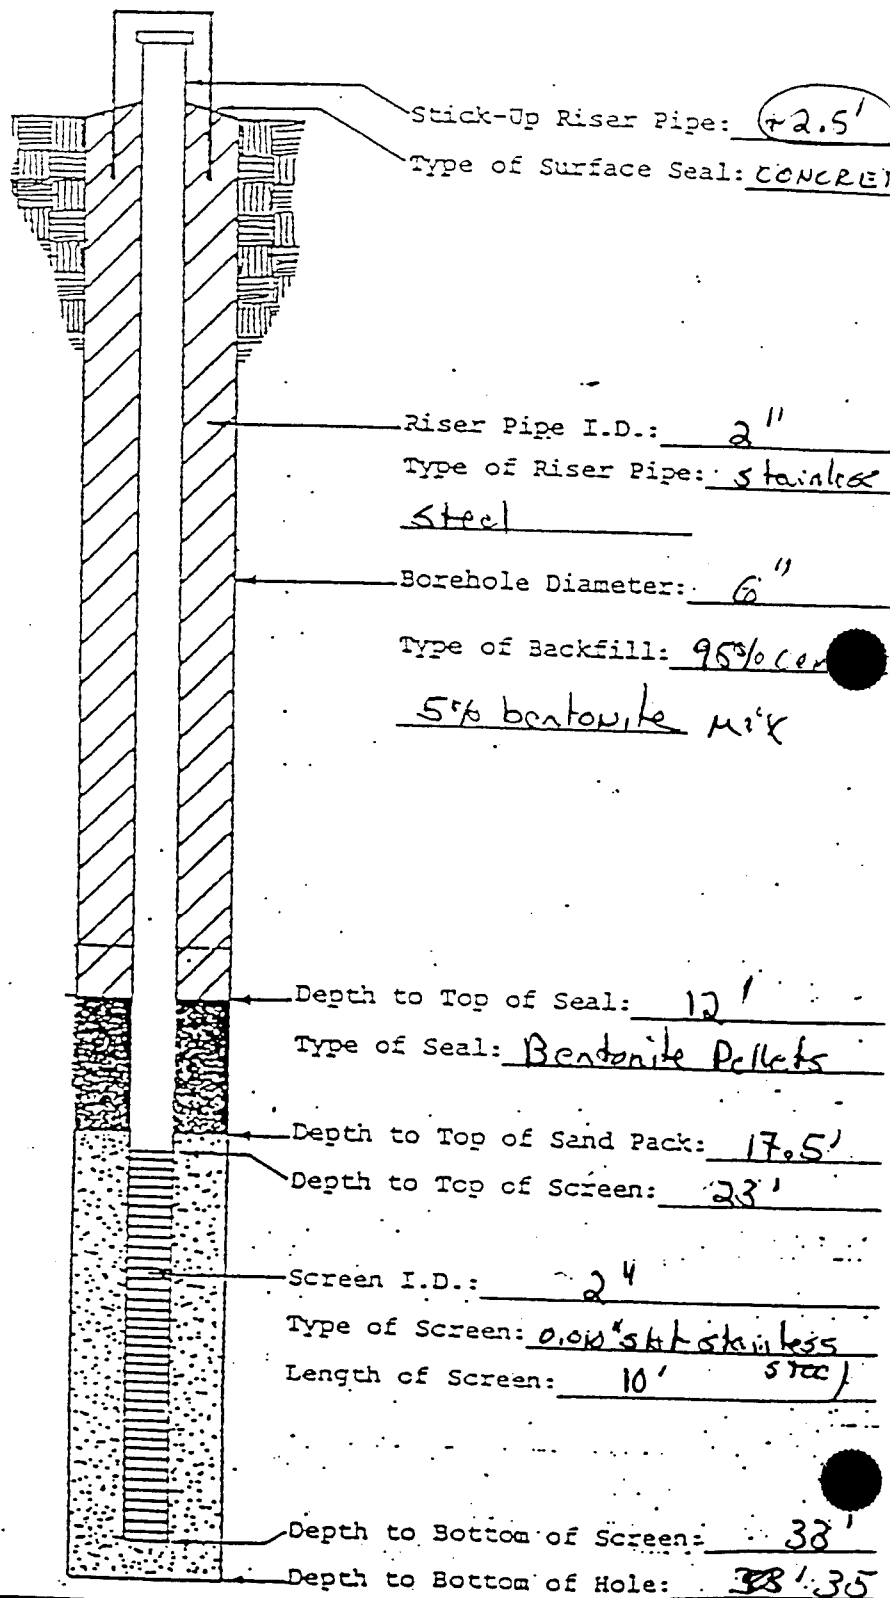 Stick-Up Riser Pipe: ~2.5'
Type of Surface Seal: CONCRET
Riser Pipe I.D.: 2"
Type of Riser Pipe: stainless
steel
Borehole Diameter: 6"
Type of Backfill: 95% cem
5% bentonite Mix
Depth to Top of Seal: 12'
Type of Seal: Bentonite Pellets
Depth to Top of Sand Pack: 17.5'
Depth to Top of Screen: 23'
Screen I.D.: 2"
Type of Screen: 0.010" slot stainless
steel
Length of Screen: 10'
Depth to Bottom of Screen: 33'
Depth to Bottom of Hole: 35